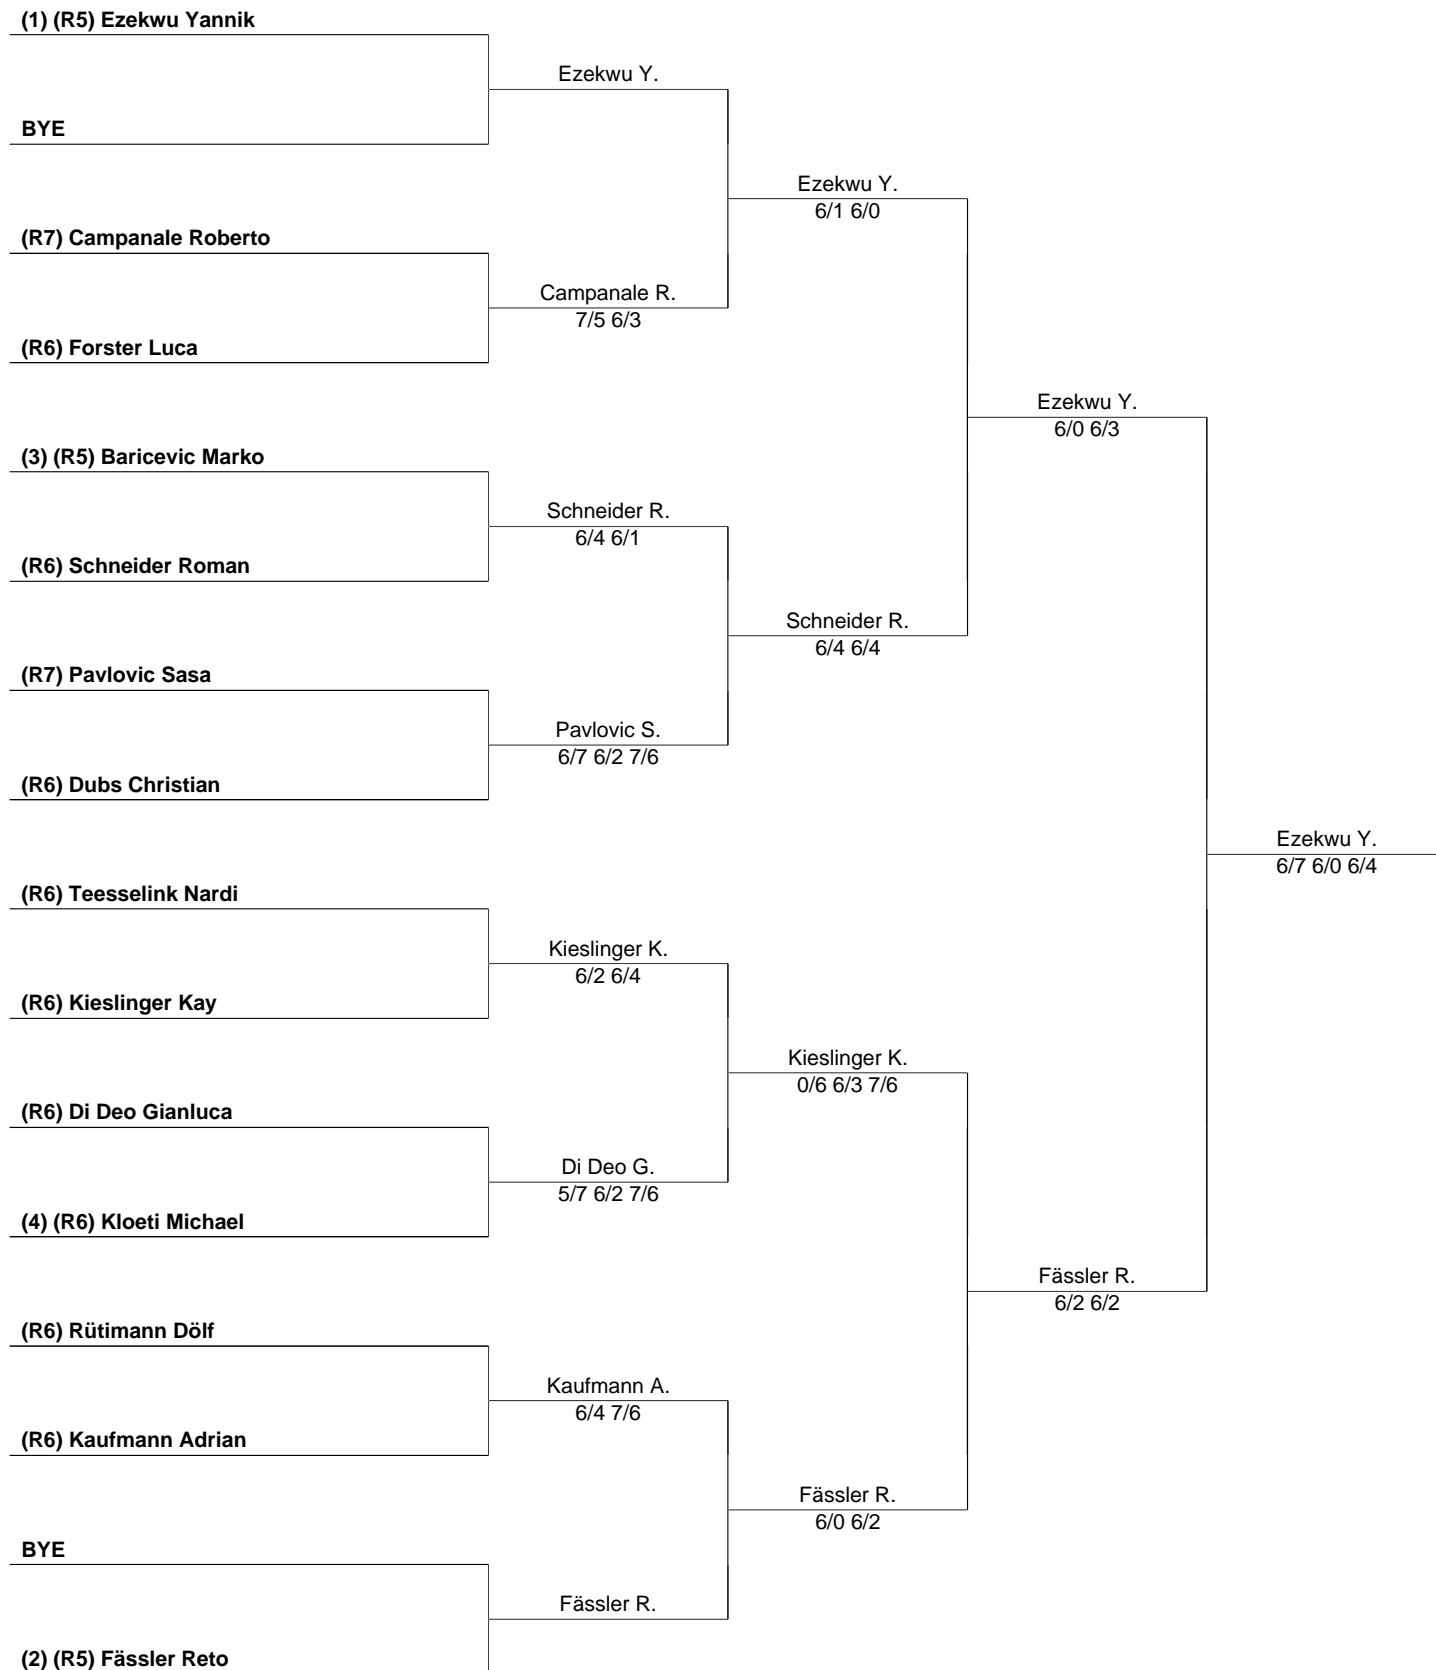 (1) (R5) Ezekwu Yannik
Ezekwu Y.
BYE
Ezekwu Y.
6/1 6/0
(R7) Campanale Roberto
Campanale R.
7/5 6/3
(R6) Forster Luca
Ezekwu Y.
6/0 6/3
(3) (R5) Baricevic Marko
Schneider R.
6/4 6/1
(R6) Schneider Roman
Schneider R.
6/4 6/4
(R7) Pavlovic Sasa
Pavlovic S.
6/7 6/2 7/6
(R6) Dubs Christian
Ezekwu Y.
6/7 6/0 6/4
(R6) Teesselink Nardi
Kieslinger K.
6/2 6/4
(R6) Kieslinger Kay
Kieslinger K.
0/6 6/3 7/6
(R6) Di Deo Gianluca
Di Deo G.
5/7 6/2 7/6
(4) (R6) Kloeti Michael
Fässler R.
6/2 6/2
(R6) Rütimann Dölf
Kaufmann A.
6/4 7/6
(R6) Kaufmann Adrian
Fässler R.
6/0 6/2
BYE
Fässler R.
(2) (R5) Fässler Reto